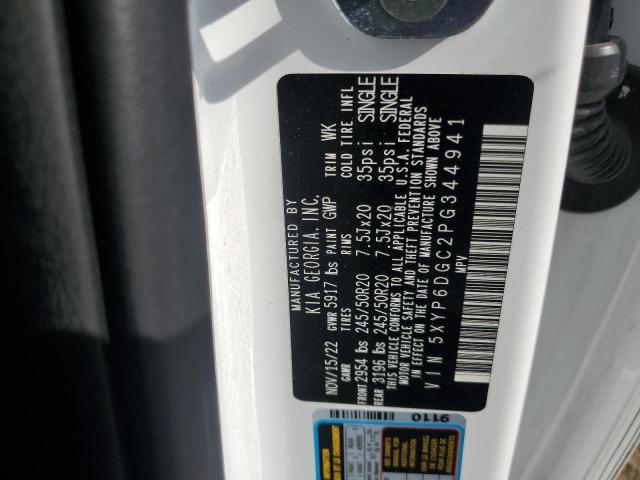 MANUFACTURED BY
KIA GEORGIA, INC.
NOV/15/22 GVWR 5917 lbs PAINT GWP TRIM WK
GAWR TIRES RIMS COLD TIRE INFL
FRONT 2954 lbs 245/50R20 7.5Jx20 35psi SINGLE
REAR 3196 lbs 245/50R20 7.5Jx20 35psi SINGLE
THIS VEHICLE CONFORMS TO ALL APPLICABLE U.S.A. FEDERAL
MOTOR VEHICLE SAFETY AND THEFT PREVENTION STANDARDS
IN EFFECT ON THE DATE OF MANUFACTURE SHOWN ABOVE
VIN 5XYP6DGC2PG344941
MPV
9110